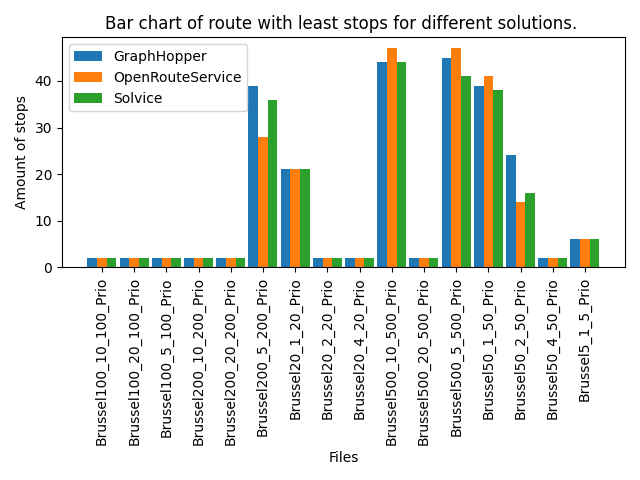 Bar chart of route with least stops for different solutions.
GraphHopper
OpenRouteService
Solvice
Amount of stops
40
30
20
10
0
Brussel100_10_100_Prio
Brussel100_20_100_Prio
Brussel100_5_100_Prio
Brussel200_10_200_Prio
Brussel200_20_200_Prio
Brussel200_5_200_Prio
Brussel20_1_20_Prio
Brussel20_2_20_Prio
Brussel20_4_20_Prio
Brussel500_10_500_Prio
Brussel500_20_500_Prio
Brussel500_5_500_Prio
Brussel50_1_50_Prio
Brussel50_2_50_Prio
Brussel50_4_50_Prio
Brussel5_1_5_Prio
Files